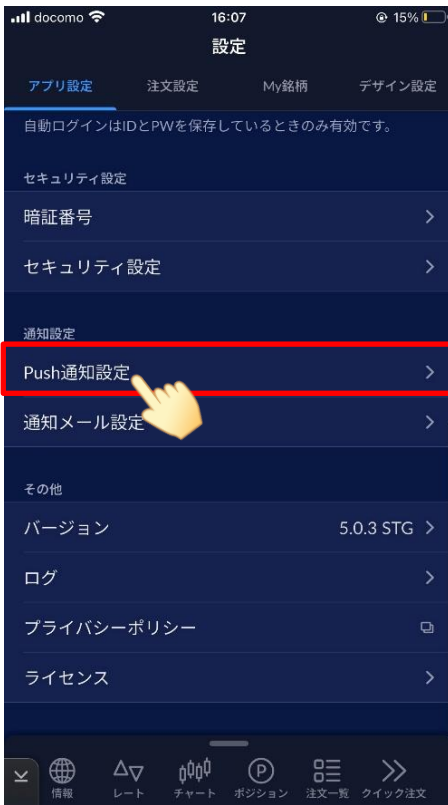 docomo 16:07 15%
設定
アプリ設定 注文設定 My銘柄 デザイン設定
自動ログインはIDとPWを保存しているときのみ有効です。
セキュリティ設定
暗証番号
セキュリティ設定
通知設定
Push通知設定
通知メール設定
その他
バージョン 5.0.3 STG
ログ
プライバシーポリシー
ライセンス
情報 レート チャート P ポジション 注文一覧 クイック注文